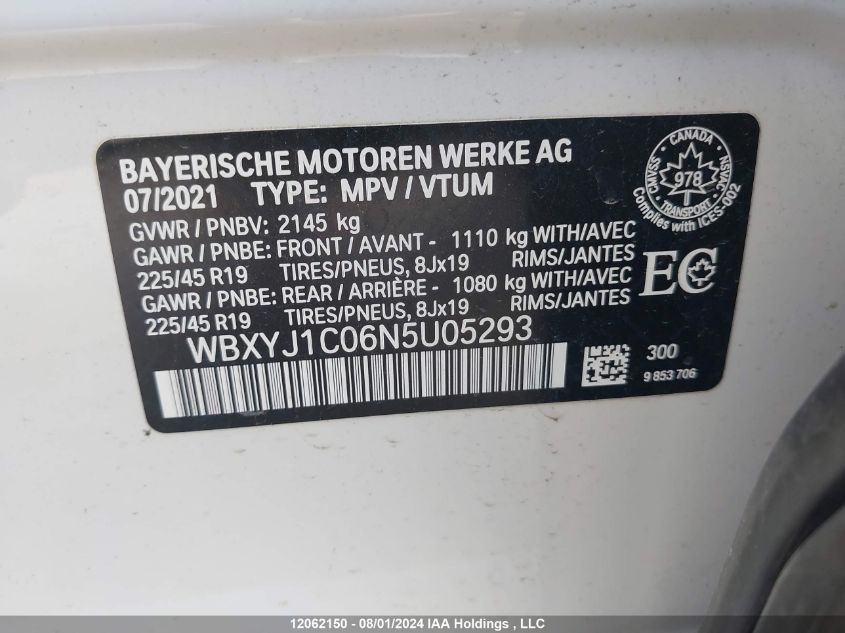 BAYERISCHE MOTOREN WERKE AG
07/2021 TYPE: MPV / VTUM
GVWR / PNBV: 2145 kg
GAWR / PNBE: FRONT / AVANT - 1110 kg WITH/AVEC
225/45 R19 TIRES/PNEUS, 8Jx19 RIMS/JANTES
GAWR / PNBE: REAR / ARRIÈRE - 1080 kg WITH/AVEC
225/45 R19 TIRES/PNEUS, 8Jx19 RIMS/JANTES
WBXYJ1C06N5U05293
CANADA
CMVSS 978 NSVAC
TRANSPORT
Complies with ICES-002
EC
300
9 853 706
12062150 - 08/01/2024 IAA Holdings , LLC